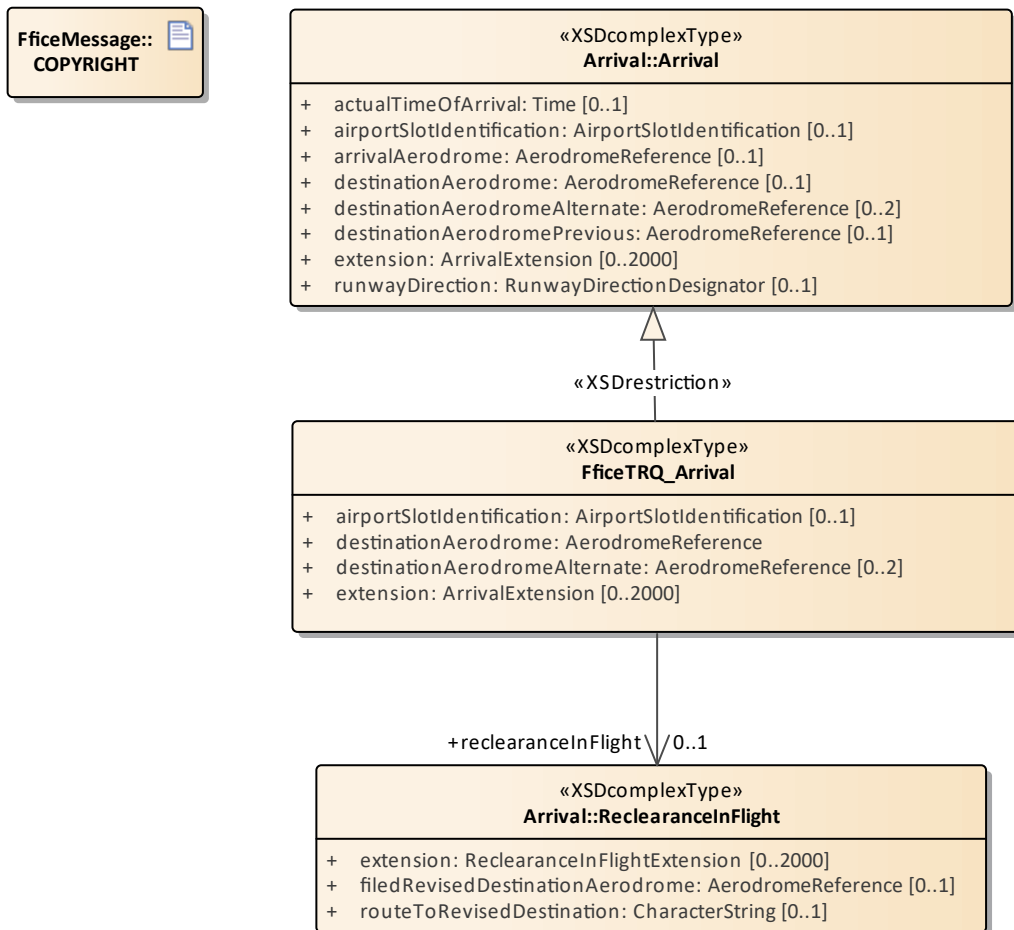 FficeMessage::
COPYRIGHT
«XSDcomplexType»
Arrival::Arrival
+ actualTimeOfArrival: Time [0..1]
+ airportSlotIdentification: AirportSlotIdentification [0..1]
+ arrivalAerodrome: AerodromeReference [0..1]
+ destinationAerodrome: AerodromeReference [0..1]
+ destinationAerodromeAlternate: AerodromeReference [0..2]
+ destinationAerodromePrevious: AerodromeReference [0..1]
+ extension: ArrivalExtension [0..2000]
+ runwayDirection: RunwayDirectionDesignator [0..1]
«XSDrestriction»
«XSDcomplexType»
FficeTRQ_Arrival
+ airportSlotIdentification: AirportSlotIdentification [0..1]
+ destinationAerodrome: AerodromeReference
+ destinationAerodromeAlternate: AerodromeReference [0..2]
+ extension: ArrivalExtension [0..2000]
+reclearanceInFlight 0..1
«XSDcomplexType»
Arrival::ReclearanceInFlight
+ extension: ReclearanceInFlightExtension [0..2000]
+ filedRevisedDestinationAerodrome: AerodromeReference [0..1]
+ routeToRevisedDestination: CharacterString [0..1]